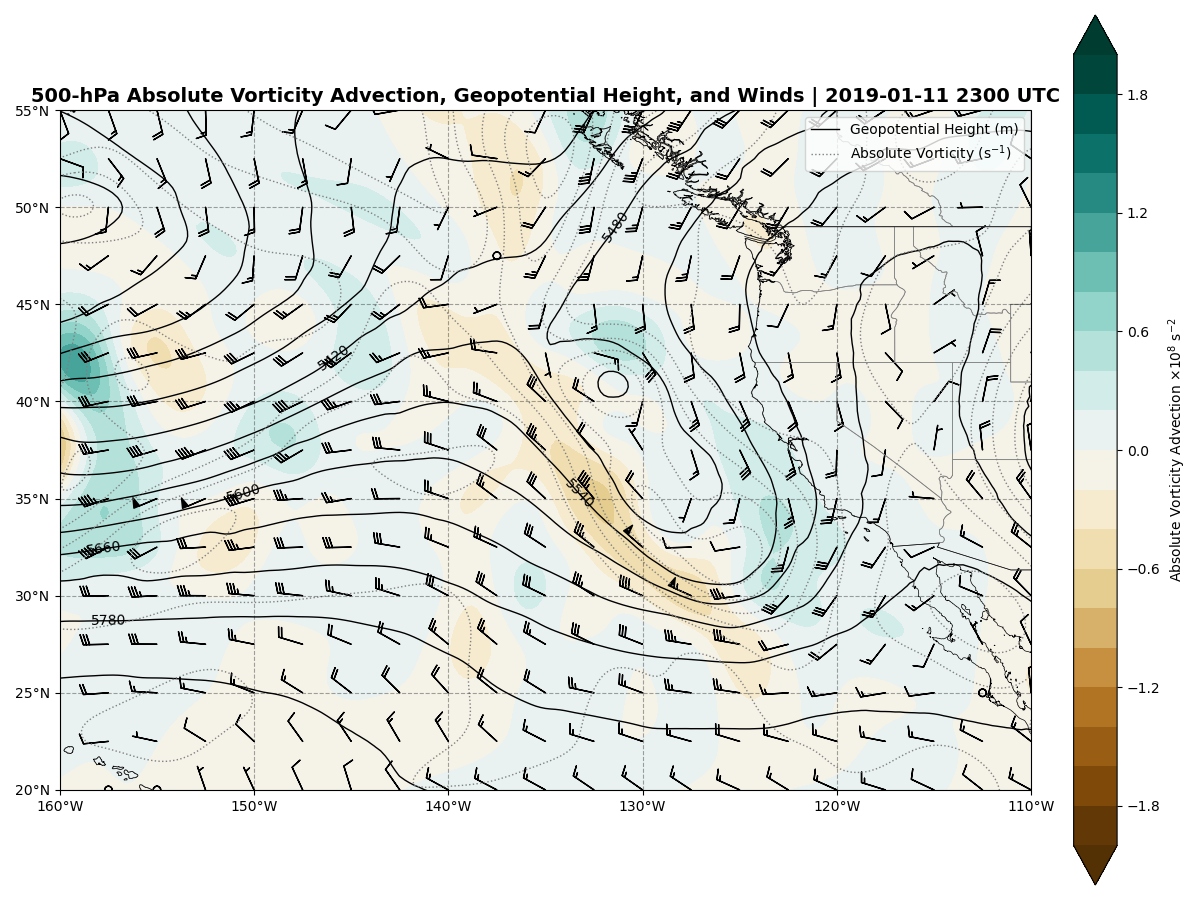 500-hPa Absolute Vorticity Advection, Geopotential Height, and Winds | 2019-01-11 2300 UTC
Geopotential Height (m)
Absolute Vorticity (s⁻¹)
55°N
50°N
45°N
40°N
35°N
30°N
25°N
20°N
160°W
150°W
140°W
130°W
120°W
110°W
5480
5420
5540
5600
5660
5780
1.8
1.2
0.6
0.0
−0.6
−1.2
−1.8
Absolute Vorticity Advection ×10⁸ s⁻²